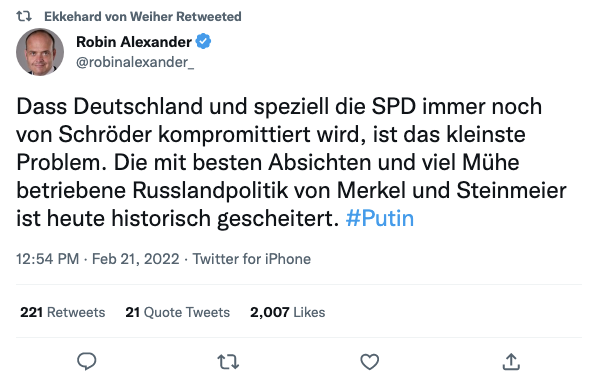 Ekkehard von Weiher Retweeted
Robin Alexander
@robinalexander_
Dass Deutschland und speziell die SPD immer noch
von Schröder kompromittiert wird, ist das kleinste
Problem. Die mit besten Absichten und viel Mühe
betriebene Russlandpolitik von Merkel und Steinmeier
ist heute historisch gescheitert. #Putin
12:54 PM · Feb 21, 2022 · Twitter for iPhone
221 Retweets 21 Quote Tweets 2,007 Likes